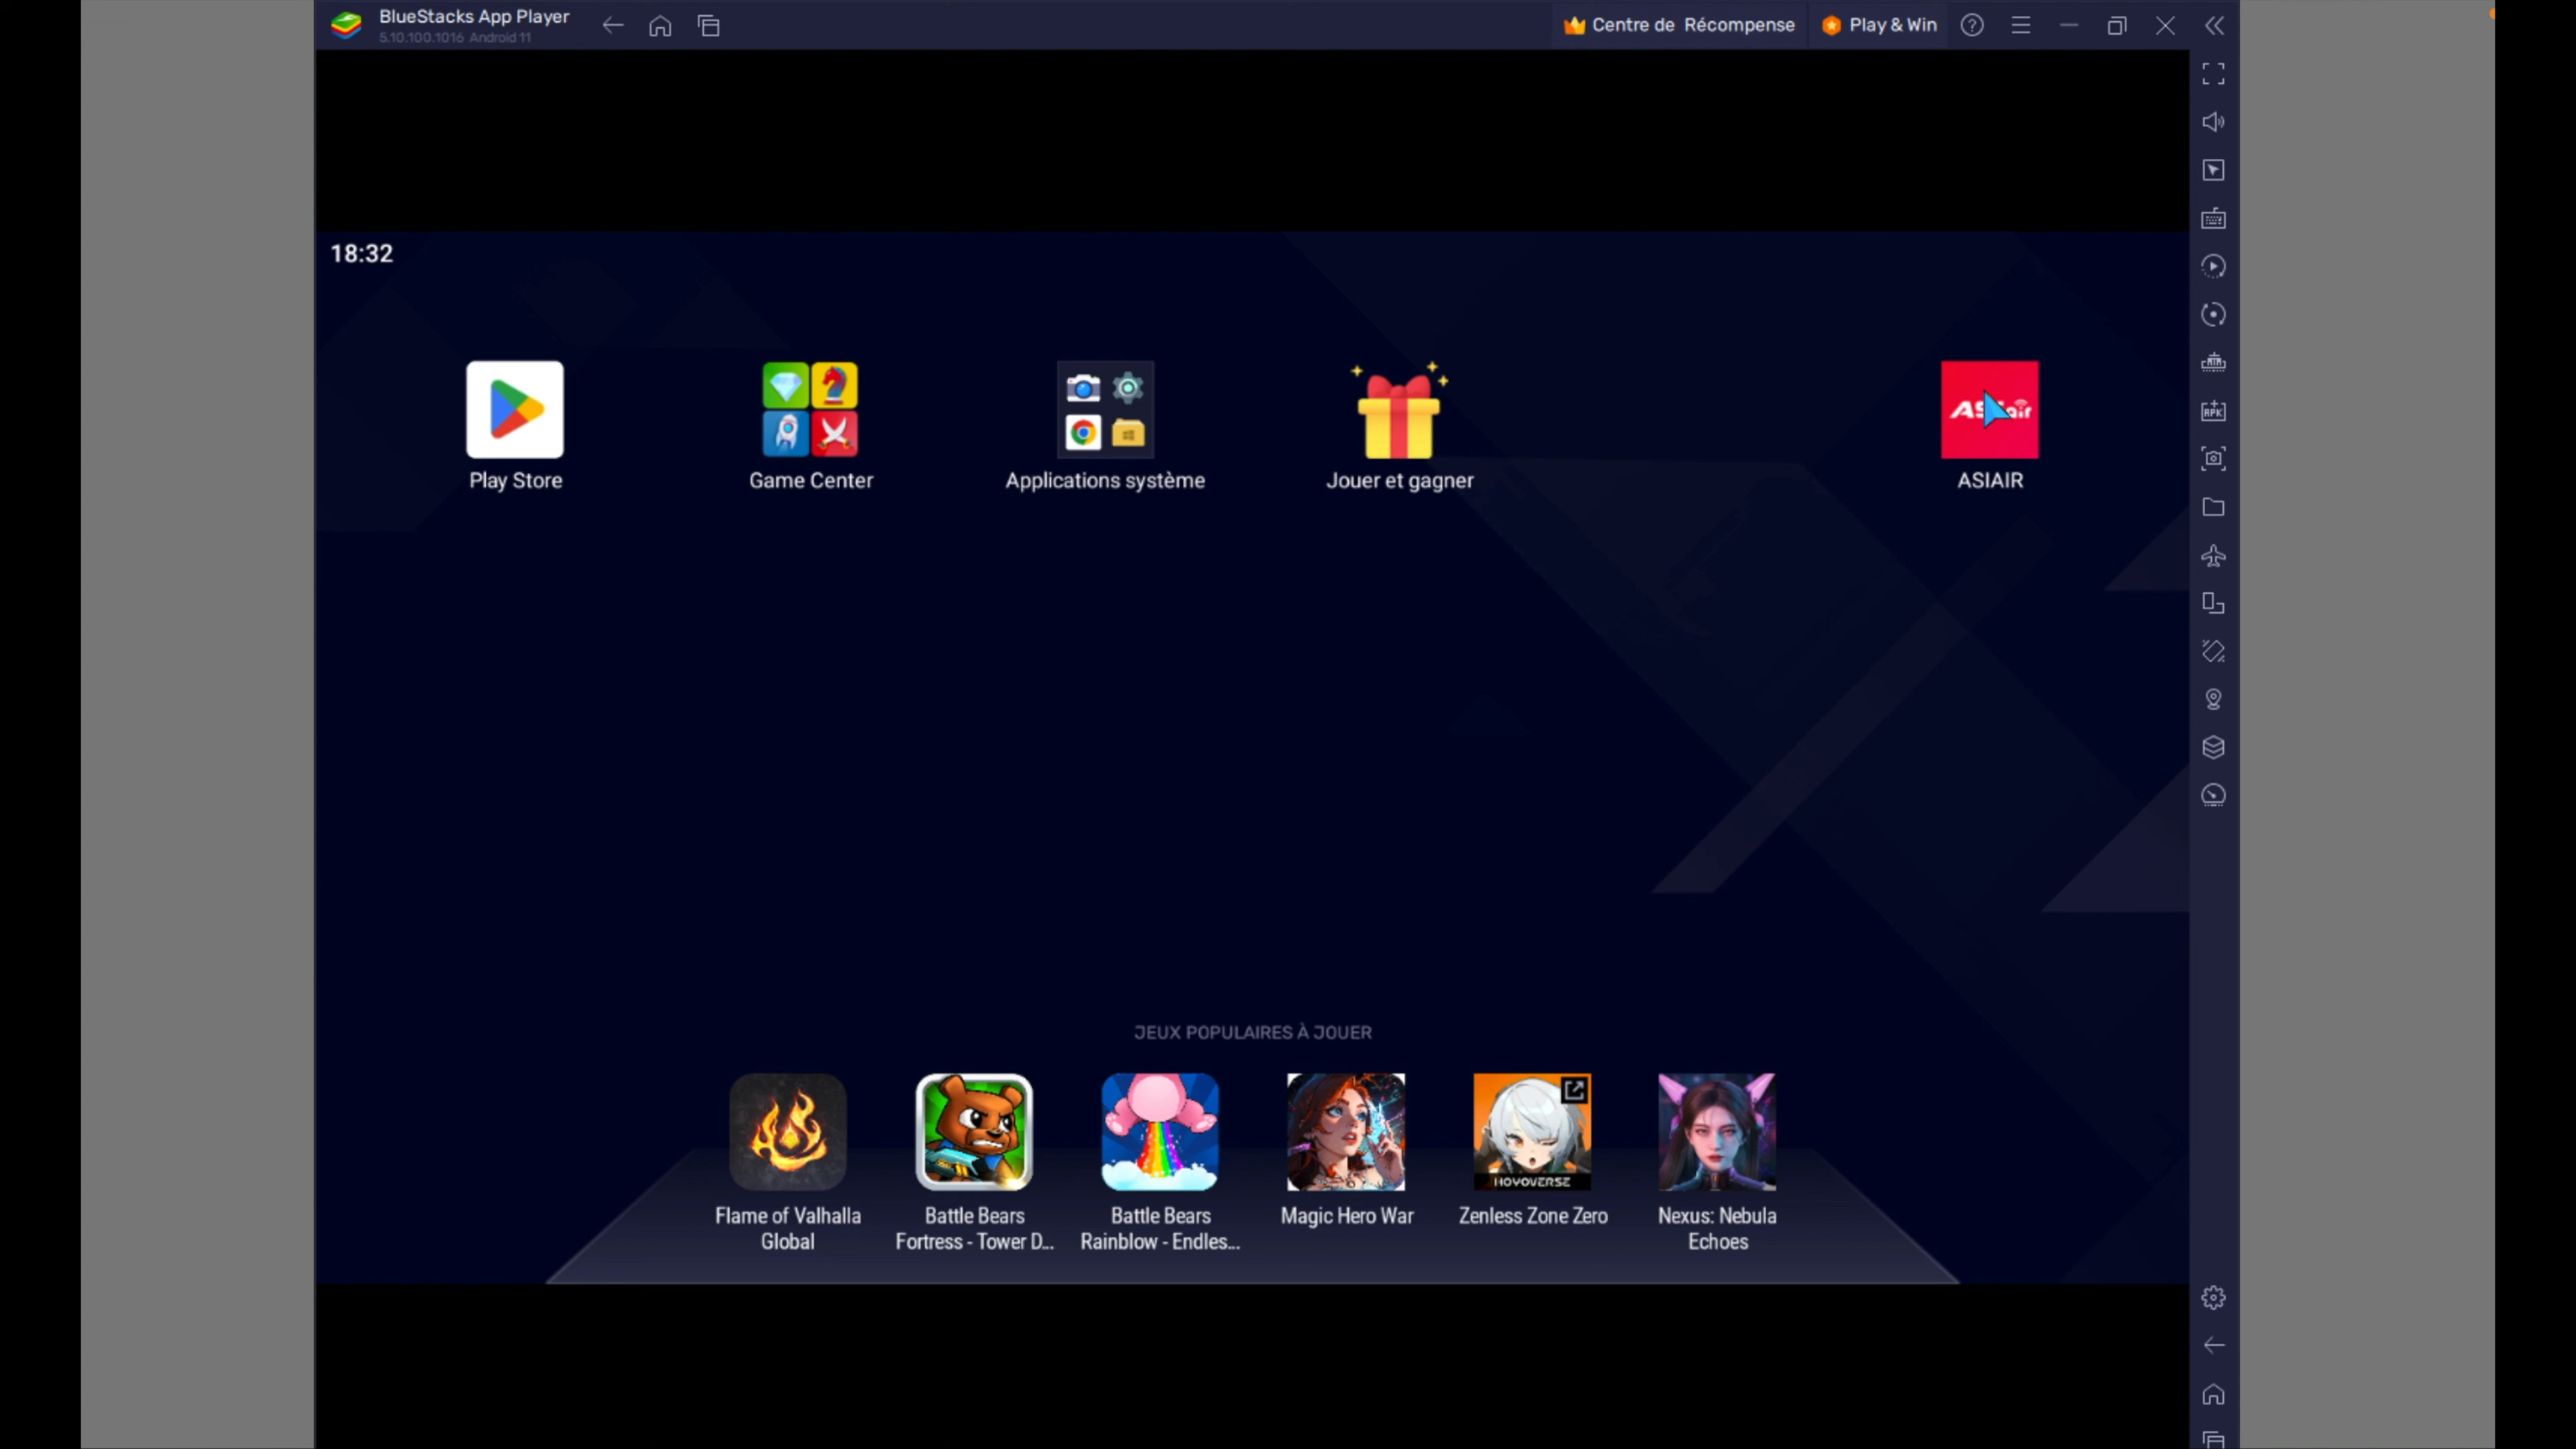 BlueStacks App Player
5.10.100.1016 Android 11
Centre de Récompense
Play & Win
18:32
Play Store
Game Center
Applications système
Jouer et gagner
ASIAIR
JEUX POPULAIRES À JOUER
HOYOVERSE
Flame of Valhalla
Global
Battle Bears
Fortress - Tower D...
Battle Bears
Rainblow - Endles...
Magic Hero War
Zenless Zone Zero
Nexus: Nebula
Echoes